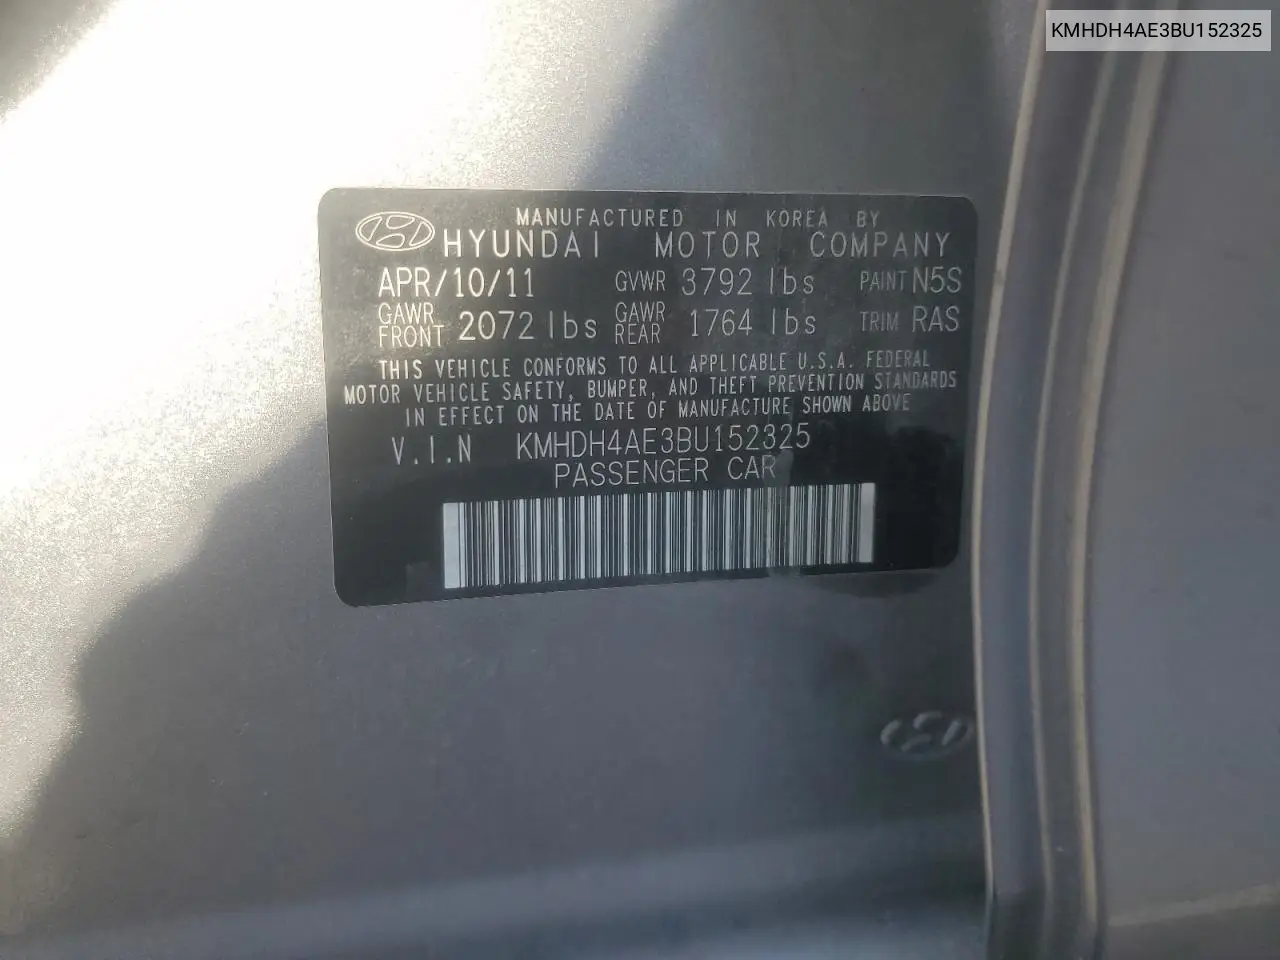 KMHDH4AE3BU152325
MANUFACTURED IN KOREA BY
HYUNDAI MOTOR COMPANY
APR/10/11 GVWR 3792 lbs PAINT N5S
GAWR FRONT 2072 lbs GAWR REAR 1764 lbs TRIM RAS
THIS VEHICLE CONFORMS TO ALL APPLICABLE U.S.A. FEDERAL
MOTOR VEHICLE SAFETY, BUMPER, AND THEFT PREVENTION STANDARDS
IN EFFECT ON THE DATE OF MANUFACTURE SHOWN ABOVE
V.I.N KMHDH4AE3BU152325
PASSENGER CAR